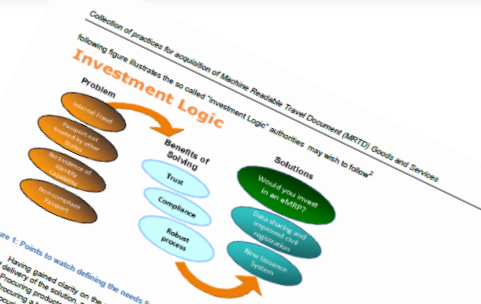 Collection of practices for acquisition of Machine Readable Travel Document (MRTD) Goods and Services
following figure illustrates the so called "Investment Logic" authorities may wish to follow2
Investment Logic
Problem
Internal Fraud
Passport not
trusted by other
States
No Evidence of
Identity
capability
Non-compliant
Passport
Benefits of
Solving
Trust
Compliance
Robust
process
Solutions
Would you invest
in an eMRP?
Data sharing and
improved civil
registration
New Issuance
System
1: Points to watch defining the needs
Having gained clarity on the
delivery of the solution,
Procuring